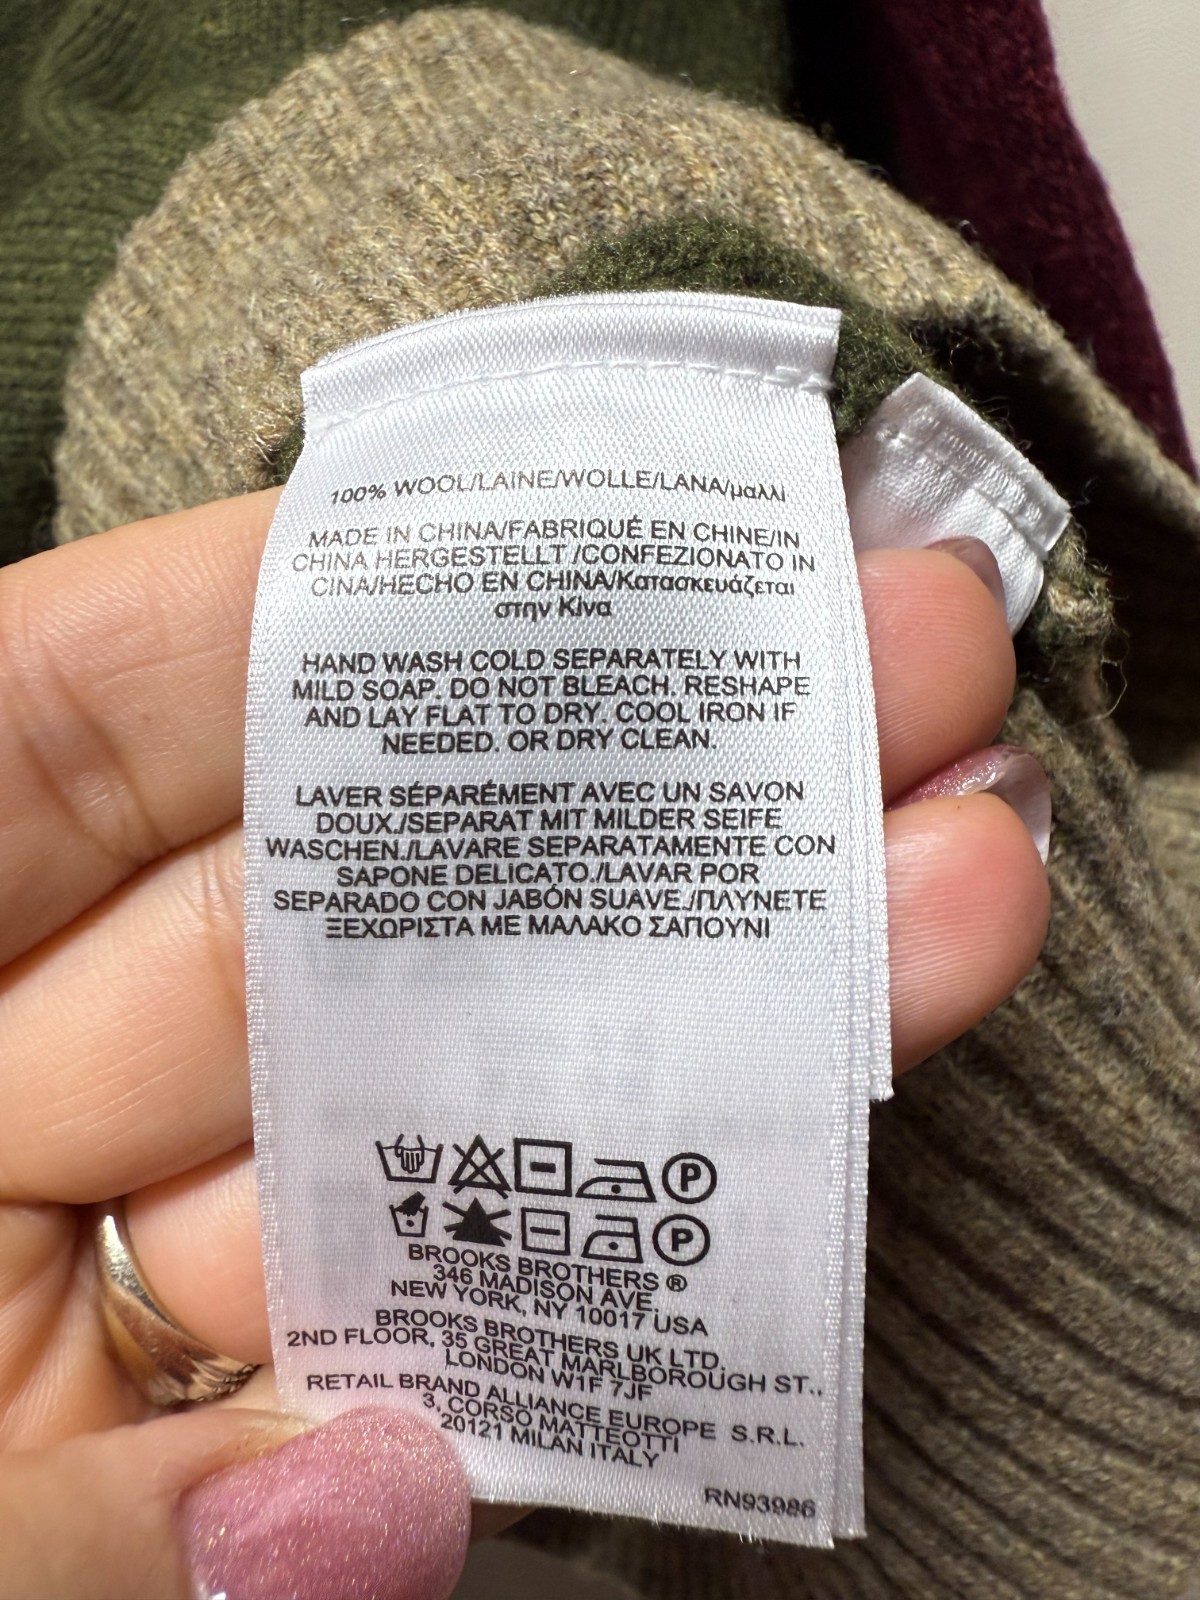 100% WOOL/LAINE/WOLLE/LANA/μαλλί
MADE IN CHINA/FABRIQUÉ EN CHINE/IN
CHINA HERGESTELLT /CONFEZIONATO IN
CINA/HECHO EN CHINA/Κατασκευάζεται
στην Κίνα
HAND WASH COLD SEPARATELY WITH
MILD SOAP. DO NOT BLEACH. RESHAPE
AND LAY FLAT TO DRY. COOL IRON IF
NEEDED. OR DRY CLEAN.
LAVER SÉPARÉMENT AVEC UN SAVON
DOUX./SEPARAT MIT MILDER SEIFE
WASCHEN./LAVARE SEPARATAMENTE CON
SAPONE DELICATO./LAVAR POR
SEPARADO CON JABÓN SUAVE./ΠΛΥΝΕΤΕ
ΞΕΧΩΡΙΣΤΑ ΜΕ ΜΑΛΑΚΟ ΣΑΠΟΥΝΙ
P
P
BROOKS BROTHERS ®
346 MADISON AVE.
NEW YORK, NY 10017 USA
BROOKS BROTHERS UK LTD.
2ND FLOOR, 35 GREAT MARLBOROUGH ST.,
LONDON W1F 7JF
RETAIL BRAND ALLIANCE EUROPE S.R.L.
3, CORSO MATTEOTTI
20121 MILAN ITALY
RN93986